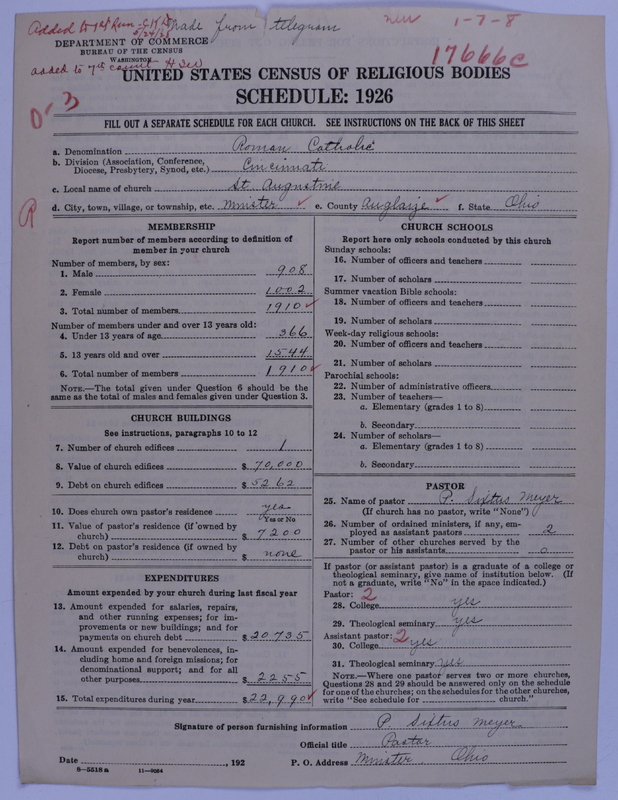 Added to 1st Run - C.H.D. Made from telegram new 1-7-8
5/24/28
DEPARTMENT OF COMMERCE
BUREAU OF THE CENSUS
WASHINGTON
17666c
added to 7th count
UNITED STATES CENSUS OF RELIGIOUS BODIES
SCHEDULE: 1926
0-3
FILL OUT A SEPARATE SCHEDULE FOR EACH CHURCH. SEE INSTRUCTIONS ON THE BACK OF THIS SHEET
a. Denomination Roman Catholic
b. Division (Association, Conference, Diocese, Presbytery, Synod, etc.) Cincinnati
c. Local name of church St. Augustine
d. City, town, village, or township, etc. Minster e. County Auglaize f. State Ohio
R
MEMBERSHIP
Report number of members according to definition of
member in your church
Number of members, by sex:
1. Male 908
2. Female 1002
3. Total number of members 1910
Number of members under and over 13 years old:
4. Under 13 years of age 366
5. 13 years old and over 1544
6. Total number of members 1910
NOTE.—The total given under Question 6 should be the
same as the total of males and females given under Question 3.
CHURCH BUILDINGS
See instructions, paragraphs 10 to 12
7. Number of church edifices 1
8. Value of church edifices $ 70,000
9. Debt on church edifices $ 5262
10. Does church own pastor's residence yes
Yes or No
11. Value of pastor's residence (if owned by
church) $ 7200
12. Debt on pastor's residence (if owned by
church) $ none
EXPENDITURES
Amount expended by your church during last fiscal year
13. Amount expended for salaries, repairs,
and other running expenses; for im-
provements or new buildings; and for
payments on church debt $ 20735
14. Amount expended for benevolences, in-
cluding home and foreign missions; for
denominational support; and for all
other purposes $ 2255
15. Total expenditures during year $ 22,990
CHURCH SCHOOLS
Report here only schools conducted by this church
Sunday schools:
16. Number of officers and teachers
17. Number of scholars
Summer vacation Bible schools:
18. Number of officers and teachers
19. Number of scholars
Week-day religious schools:
20. Number of officers and teachers
21. Number of scholars
Parochial schools:
22. Number of administrative officers
23. Number of teachers—
a. Elementary (grades 1 to 8)
b. Secondary
24. Number of scholars—
a. Elementary (grades 1 to 8)
b. Secondary
PASTOR
25. Name of pastor P. Sixtus Meyer
(If church has no pastor, write "None")
26. Number of ordained ministers, if any, em-
ployed as assistant pastors 2
27. Number of other churches served by the
pastor or his assistants 0
If pastor (or assistant pastor) is a graduate of a college or
theological seminary, give name of institution below. (If
not a graduate, write "No" in the space indicated.)
Pastor: 2
28. College yes
29. Theological seminary yes
Assistant pastor: 2
30. College yes
31. Theological seminary yes
NOTE.—Where one pastor serves two or more churches,
Questions 28 and 29 should be answered only on the schedule
for one of the churches; on the schedules for the other churches,
write "See schedule for church."
Signature of person furnishing information P. Sixtus Meyer
Official title Pastor
Date , 192 P. O. Address Minster Ohio
8—5518 a 11—9064